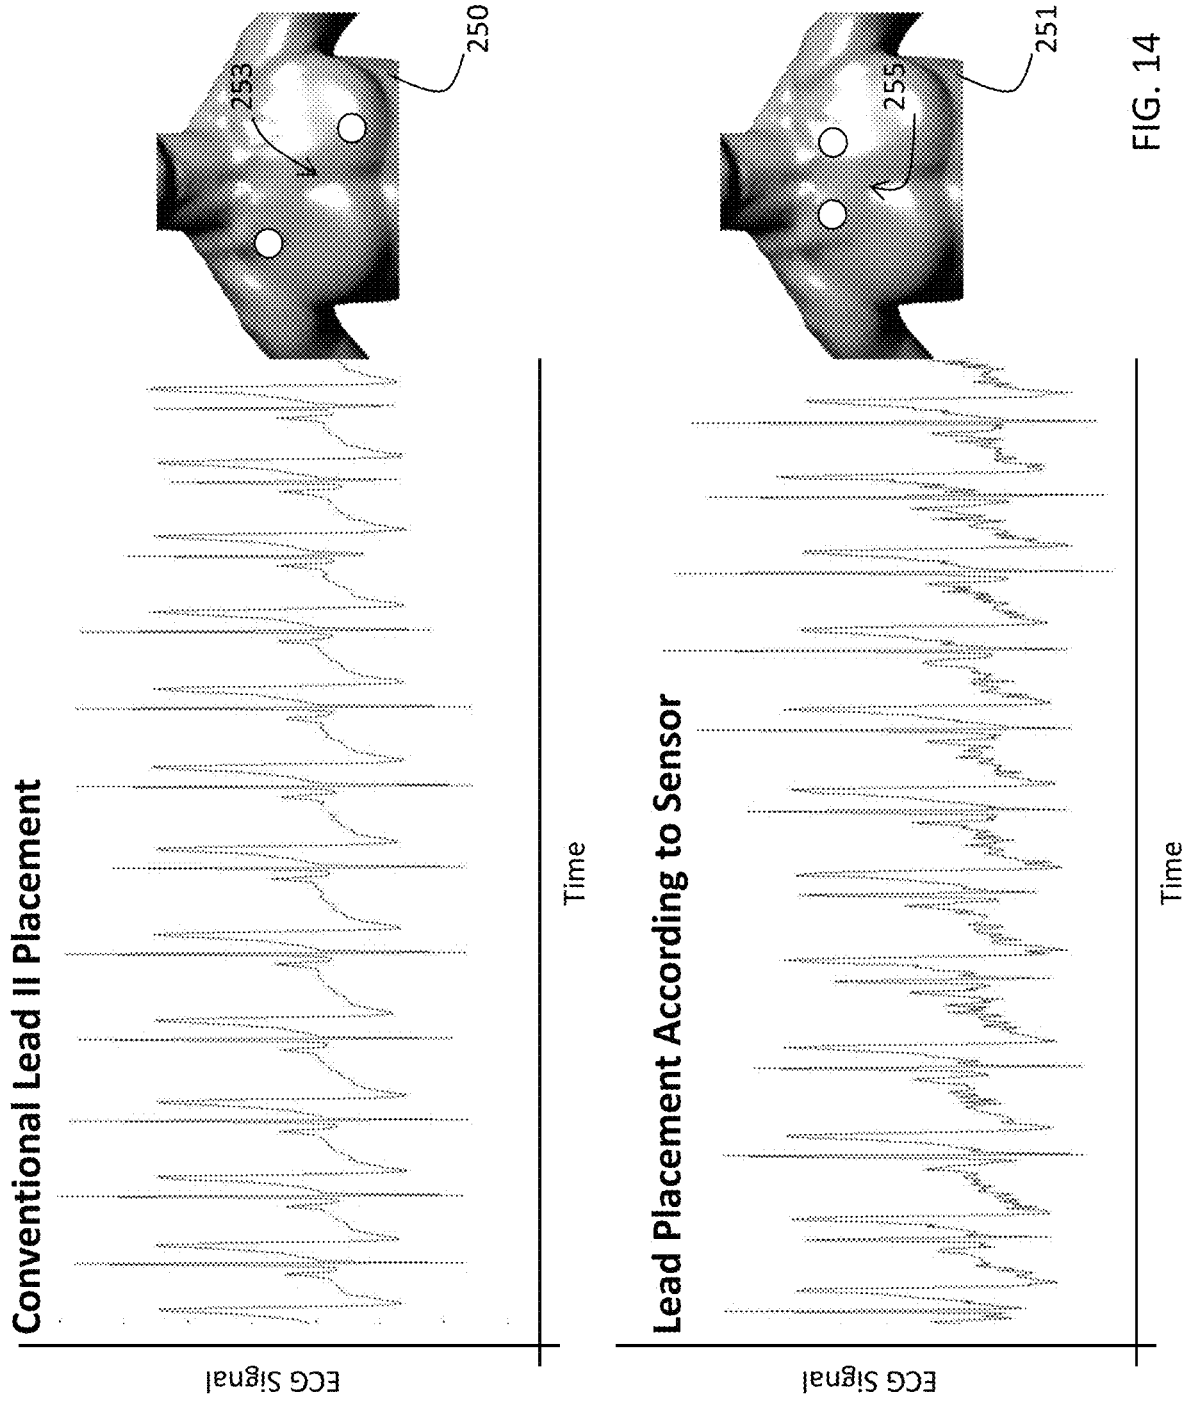 Conventional Lead II Placement
ECG Signal
Time
253
250
Lead Placement According to Sensor
ECG Signal
Time
255
251
FIG. 14